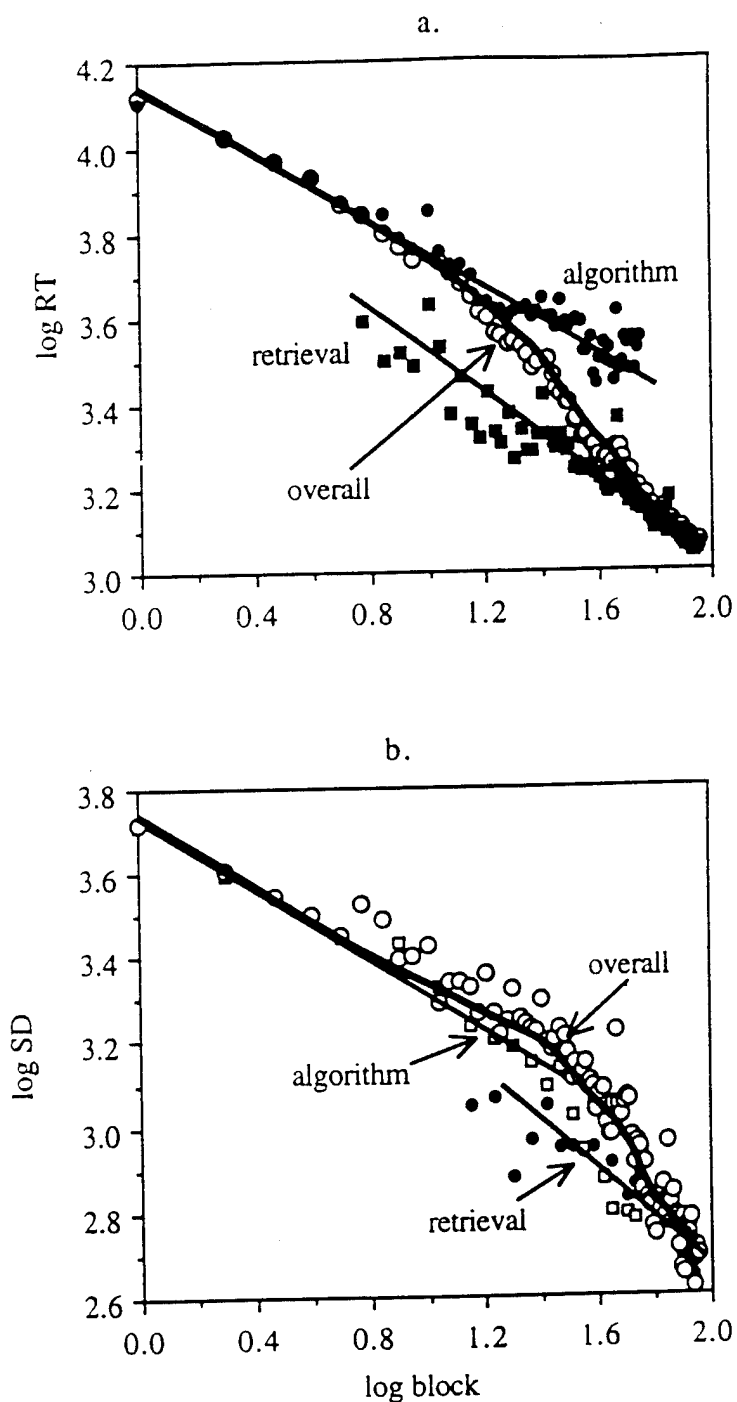 a.
4.2
4.0
3.8
3.6
3.4
3.2
3.0
log RT
algorithm
retrieval
overall
0.0 0.4 0.8 1.2 1.6 2.0
b.
3.8
3.6
3.4
3.2
3.0
2.8
2.6
log SD
overall
algorithm
retrieval
0.0 0.4 0.8 1.2 1.6 2.0
log block